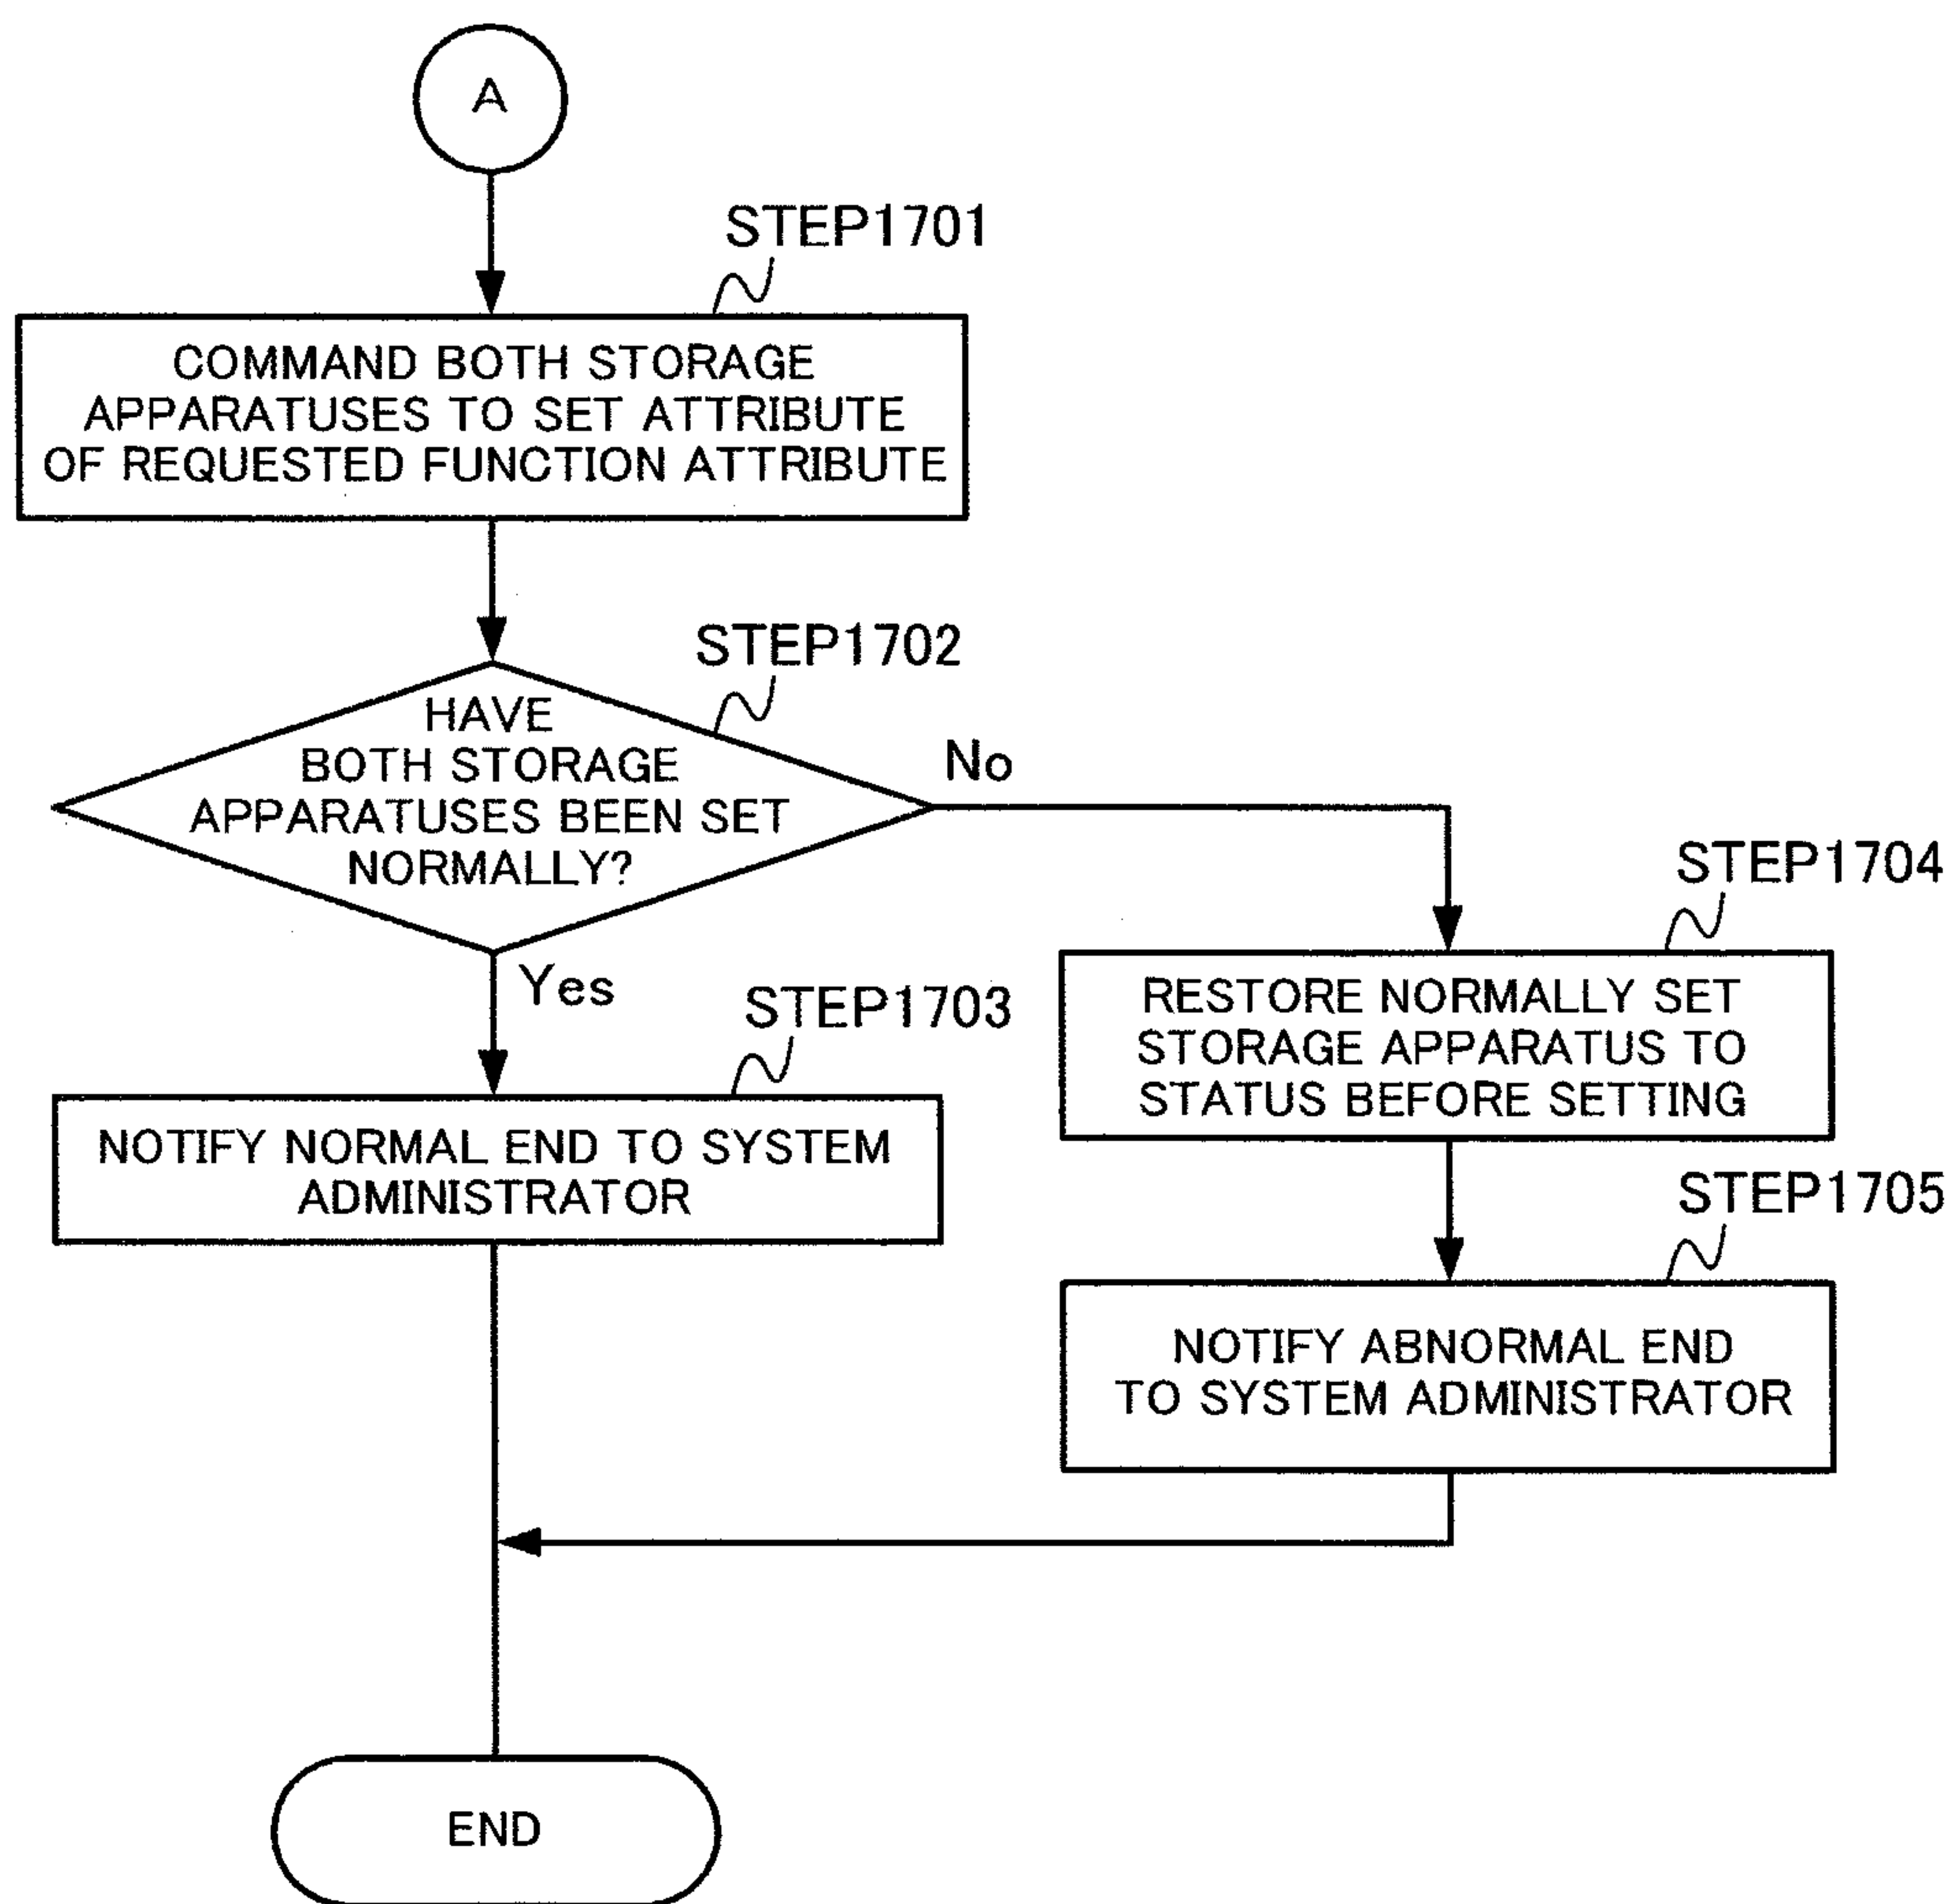 A
STEP1701
COMMAND BOTH STORAGE
APPARATUSES TO SET ATTRIBUTE
OF REQUESTED FUNCTION ATTRIBUTE
STEP1702
HAVE
BOTH STORAGE
APPARATUSES BEEN SET
NORMALLY?
No
Yes
STEP1703
NOTIFY NORMAL END TO SYSTEM
ADMINISTRATOR
STEP1704
RESTORE NORMALLY SET
STORAGE APPARATUS TO
STATUS BEFORE SETTING
STEP1705
NOTIFY ABNORMAL END
TO SYSTEM ADMINISTRATOR
END